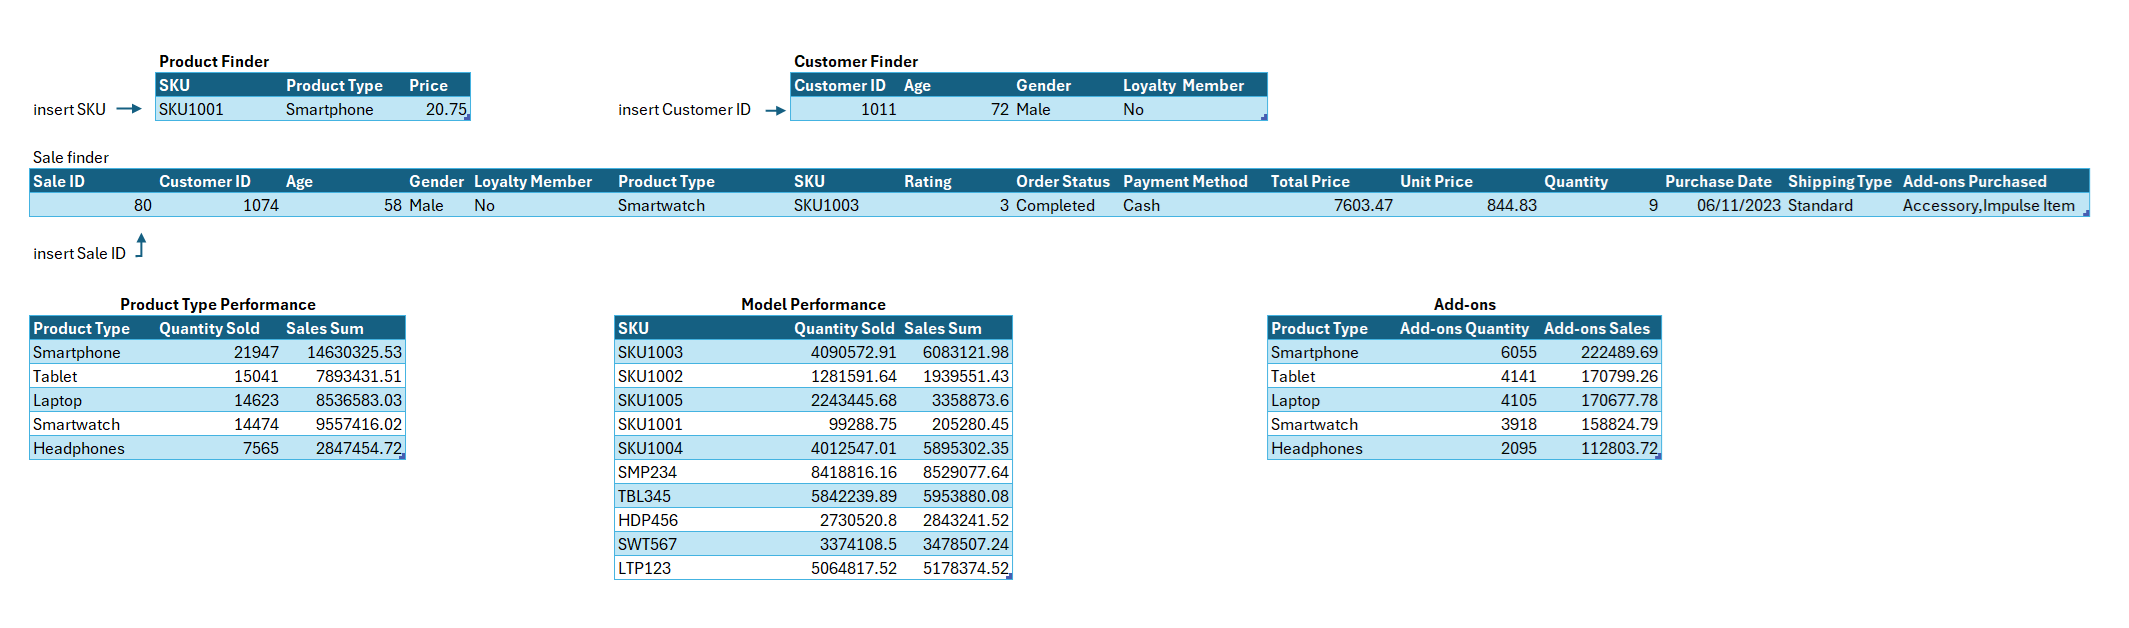 Product Finder
SKU Product Type Price
insert SKU SKU1001 Smartphone 20.75
Customer Finder
Customer ID Age Gender Loyalty Member
insert Customer ID 1011 72 Male No
Sale finder
Sale ID Customer ID Age Gender Loyalty Member Product Type SKU Rating Order Status Payment Method Total Price Unit Price Quantity Purchase Date Shipping Type Add-ons Purchased
80 1074 58 Male No Smartwatch SKU1003 3 Completed Cash 7603.47 844.83 9 06/11/2023 Standard Accessory,Impulse Item
insert Sale ID
Product Type Performance
Product Type Quantity Sold Sales Sum
Smartphone 21947 14630325.53
Tablet 15041 7893431.51
Laptop 14623 8536583.03
Smartwatch 14474 9557416.02
Headphones 7565 2847454.72
Model Performance
SKU Quantity Sold Sales Sum
SKU1003 4090572.91 6083121.98
SKU1002 1281591.64 1939551.43
SKU1005 2243445.68 3358873.6
SKU1001 99288.75 205280.45
SKU1004 4012547.01 5895302.35
SMP234 8418816.16 8529077.64
TBL345 5842239.89 5953880.08
HDP456 2730520.8 2843241.52
SWT567 3374108.5 3478507.24
LTP123 5064817.52 5178374.52
Add-ons
Product Type Add-ons Quantity Add-ons Sales
Smartphone 6055 222489.69
Tablet 4141 170799.26
Laptop 4105 170677.78
Smartwatch 3918 158824.79
Headphones 2095 112803.72